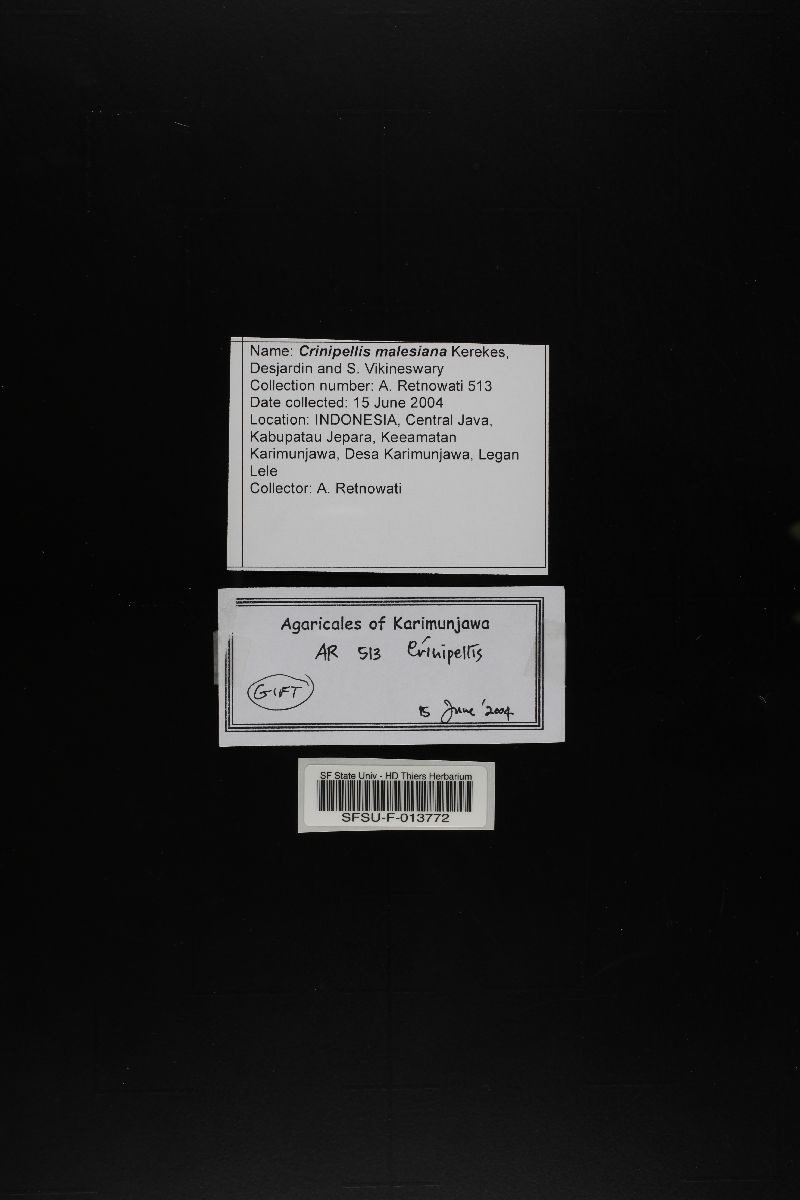 Name: Crinipellis malesiana Kerekes,
Desjardin and S. Vikineswary
Collection number: A. Retnowati 513
Date collected: 15 June 2004
Location: INDONESIA, Central Java,
Kabupatau Jepara, Keeamatan
Karimunjawa, Desa Karimunjawa, Legan
Lele
Collector: A. Retnowati
Agaricales of Karimunjawa
AR 513 Crinipellis
GIFT
15 June '2004
SF State Univ - HD Thiers Herbarium
SFSU-F-013772